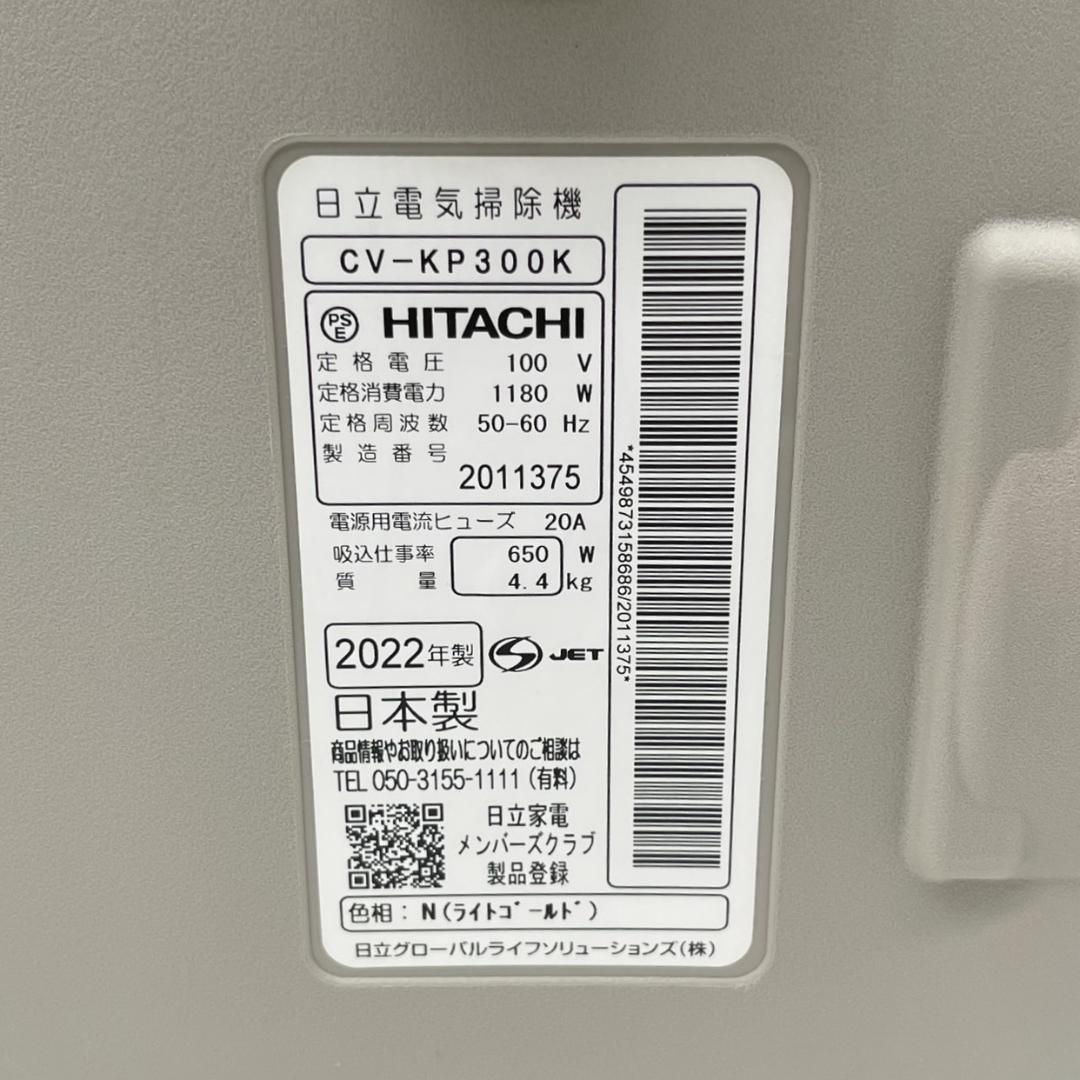 日立電気掃除機
CV-KP300K
PSE HITACHI
定格電圧 100 V
定格消費電力 1180 W
定格周波数 50-60 Hz
製造番号
2011375
電源用電流ヒューズ 20A
吸込仕事率 650 W
質量 4.4 kg
2022年製 S JET
日本製
商品情報やお取り扱いについてのご相談は
TEL 050-3155-1111 (有料)
日立家電
メンバーズクラブ
製品登録
色相：N(ﾗｲﾄｺﾞｰﾙﾄﾞ)
日立グローバルライフソリューションズ(株)
*4549873158686/2011375*